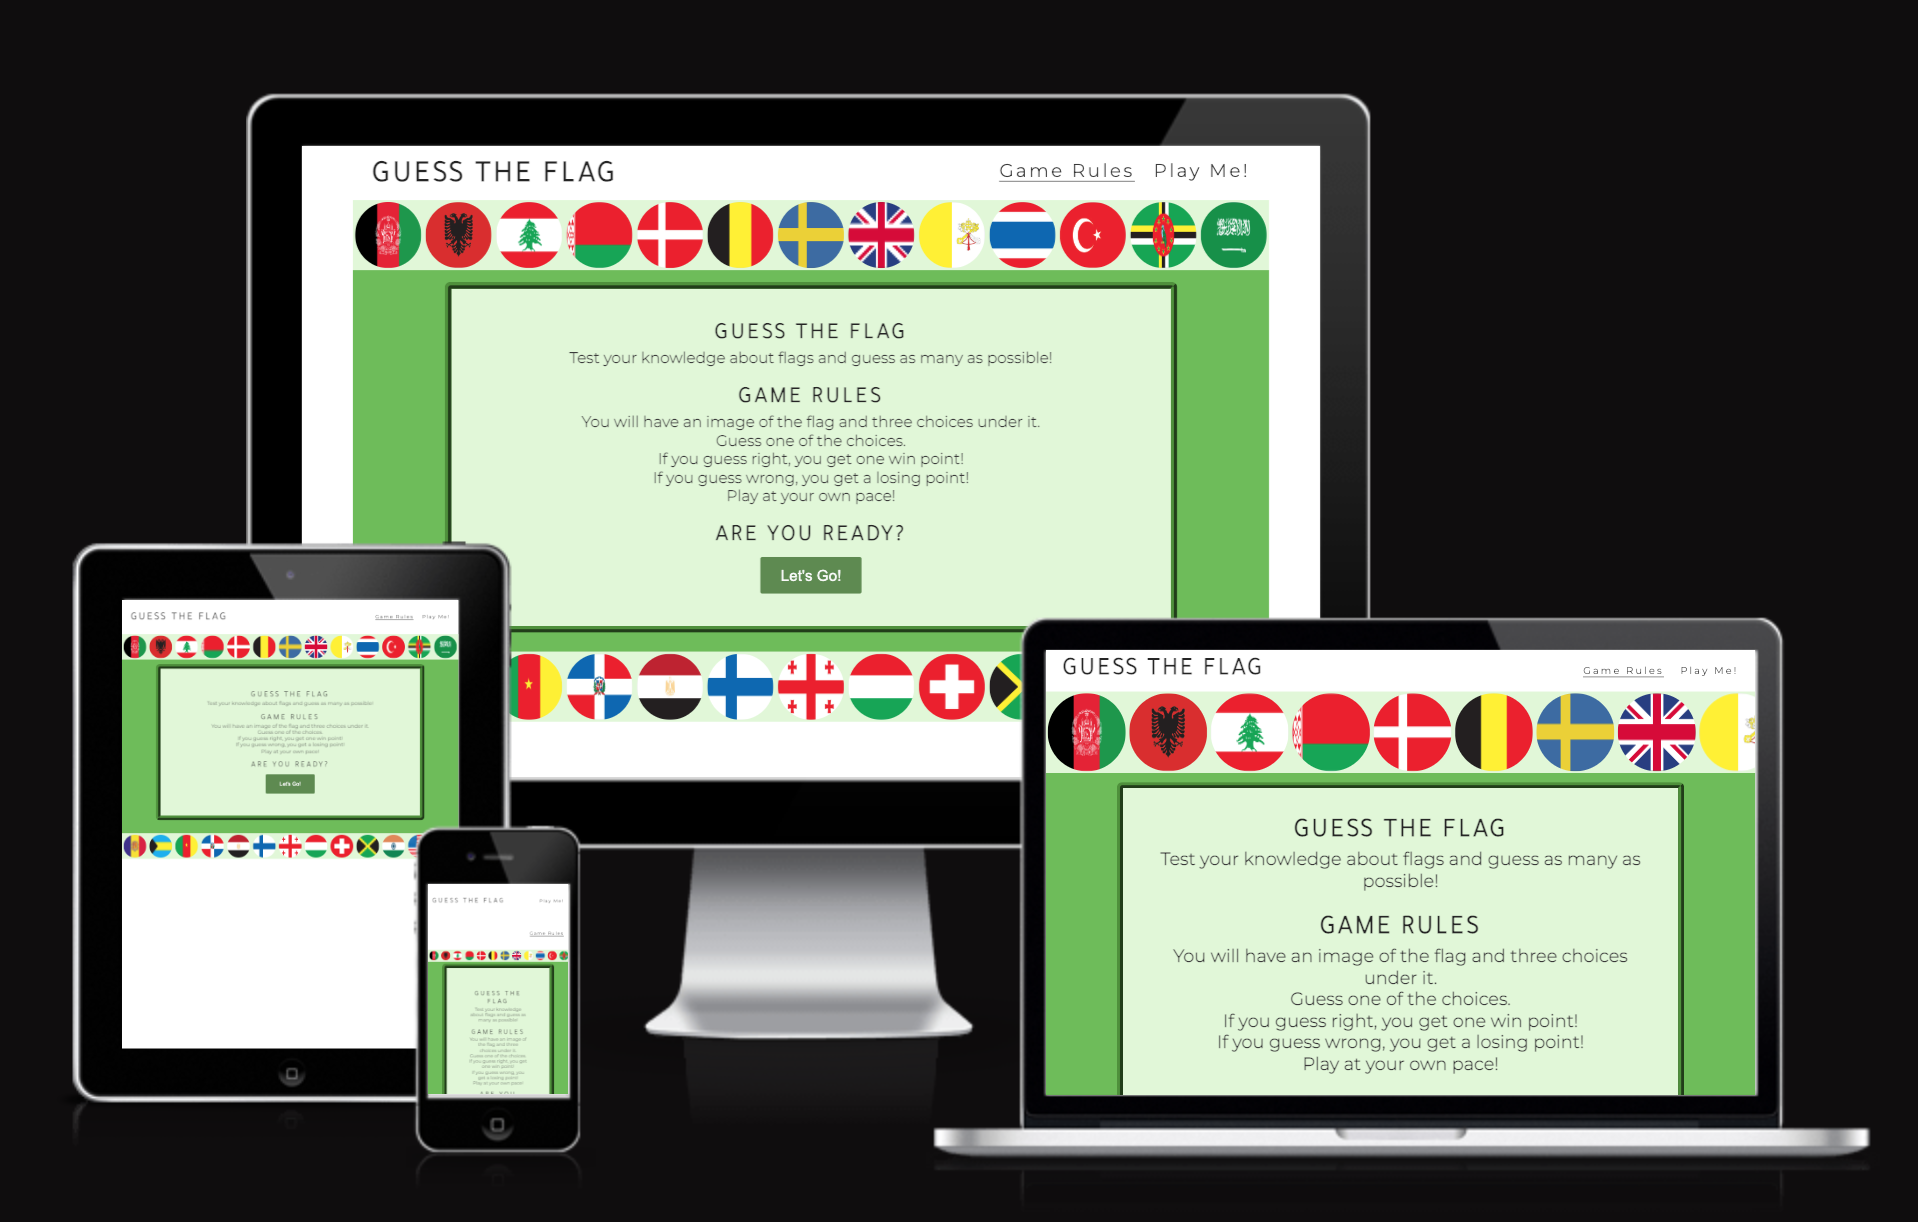 GUESS THE FLAG
Game Rules Play Me!
GUESS THE FLAG
Test your knowledge about flags and guess as many as possible!
GAME RULES
You will have an image of the flag and three choices under it.
Guess one of the choices.
If you guess right, you get one win point!
If you guess wrong, you get a losing point!
Play at your own pace!
ARE YOU READY?
Let's Go!
GUESS THE FLAG
Game Rules Play Me!
GUESS THE FLAG
Test your knowledge about flags and guess as many as possible!
GAME RULES
You will have an image of the flag and three choices under it.
Guess one of the choices.
If you guess right, you get one win point!
If you guess wrong, you get a losing point!
Play at your own pace!
ARE YOU READY?
Let's Go!
GUESS THE FLAG
Play Me!
Game Rules
GUESS THE
FLAG
Test your knowledge
about flags and guess as
many as possible!
GAME RULES
You will have an image of
the flag and three
choices under it.
Guess one of the choices.
If you guess right, you get
one win point!
If you guess wrong, you
get a losing point!
Play at your own pace!
ARE YOU
GUESS THE FLAG
Game Rules Play Me!
GUESS THE FLAG
Test your knowledge about flags and guess as many as
possible!
GAME RULES
You will have an image of the flag and three choices
under it.
Guess one of the choices.
If you guess right, you get one win point!
If you guess wrong, you get a losing point!
Play at your own pace!